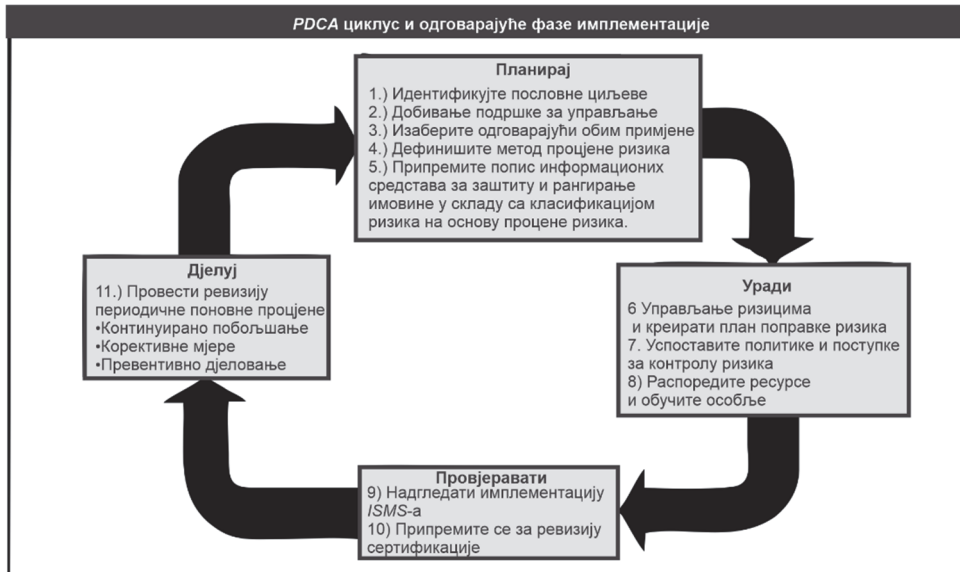 PDCA циклус и одговарајуће фазе имплементације
Планирај
1.) Идентификујте пословне циљеве
2.) Добивање подршке за управљање
3.) Изаберите одговарајући обим примјене
4.) Дефинишите метод процјене ризика
5.) Припремите попис информационих
средстава за заштиту и рангирање
имовине у складу са класификацијом
ризика на основу процене ризика.
Уради
6 Управљање ризицима
и креирати план поправке ризика
7. Успоставите политике и поступке
за контролу ризика
8) Распоредите ресурсе
и обучите особље
Провјеравати
9) Надгледати имплементацију
ISMS-а
10) Припремите се за ревизију
сертификације
Дјелуј
11.) Провести ревизију
периодичне поновне процјене
•Континуирано побољшање
•Корективне мјере
•Превентивно дјеловање